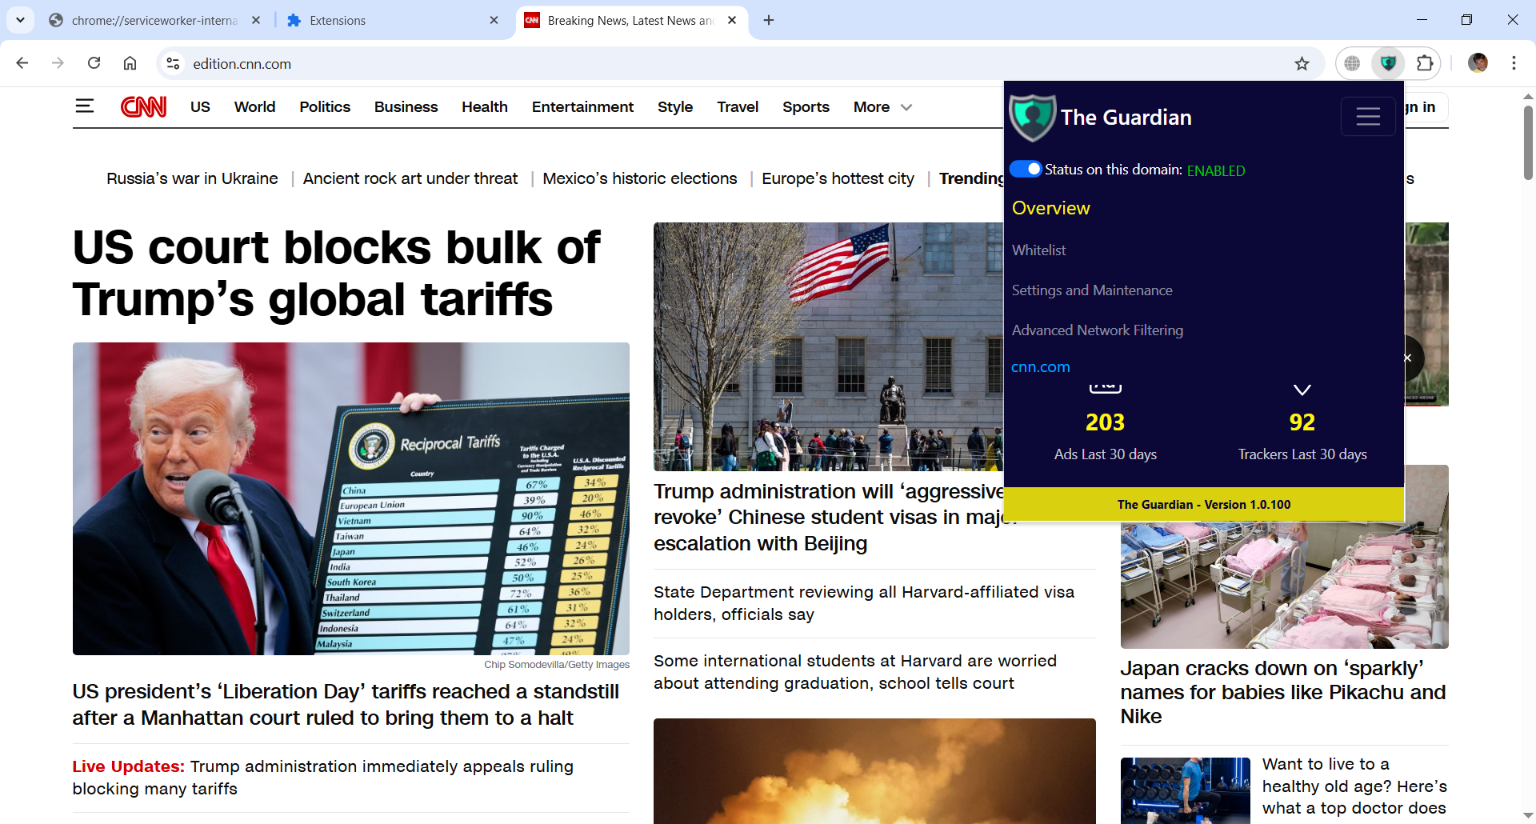 chrome://serviceworker-interna
Extensions
Breaking News, Latest News an
edition.cnn.com
CNN
US
World
Politics
Business
Health
Entertainment
Style
Travel
Sports
More
gn in
Russia's war in Ukraine
Ancient rock art under threat
Mexico's historic elections
Europe's hottest city
Trending
s
The Guardian
Status on this domain: ENABLED
Overview
Whitelist
Settings and Maintenance
Advanced Network Filtering
cnn.com
203
92
Ads Last 30 days
Trackers Last 30 days
The Guardian - Version 1.0.100
US court blocks bulk of
Trump's global tariffs
Reciprocal Tariffs
Country
Tariffs Charged
to the U.S.A.
U.S.A. Discounted
Reciprocal Tariffs
China 67% 34%
European Union 39% 20%
Vietnam 90% 46%
Taiwan 64% 32%
Japan 46% 24%
India 52% 26%
South Korea 50% 25%
Thailand 72% 36%
Switzerland 61% 31%
Indonesia 64% 32%
Malaysia 47% 24%
Chip Somodevilla/Getty Images
US president's 'Liberation Day' tariffs reached a standstill
after a Manhattan court ruled to bring them to a halt
Live Updates: Trump administration immediately appeals ruling
blocking many tariffs
Trump administration will 'aggressive
revoke' Chinese student visas in major
escalation with Beijing
State Department reviewing all Harvard-affiliated visa
holders, officials say
Some international students at Harvard are worried
about attending graduation, school tells court
Japan cracks down on 'sparkly'
names for babies like Pikachu and
Nike
Want to live to a
healthy old age? Here's
what a top doctor does